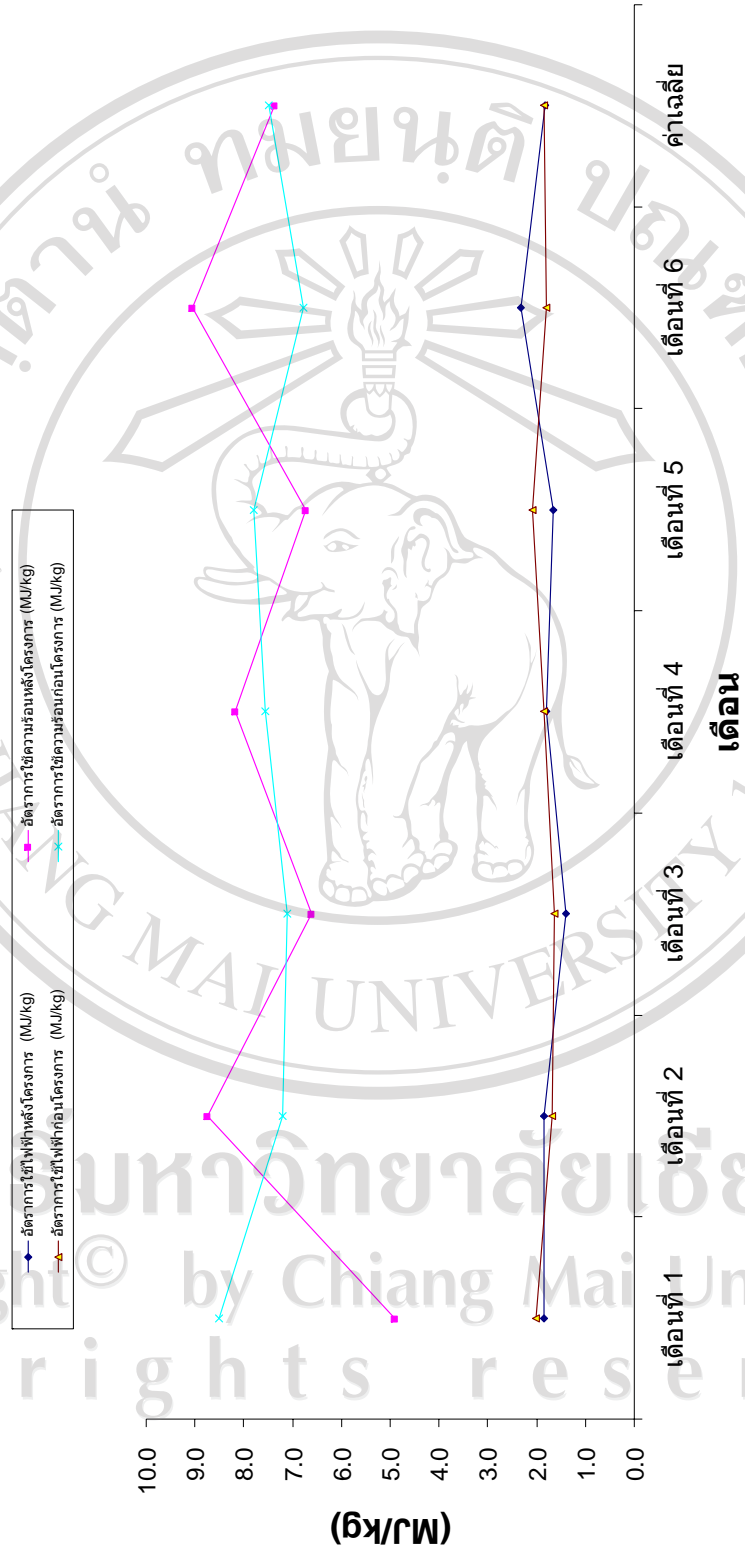 อัตราการใช้ไฟฟ้าหลังโครงการ (MJ/kg)
อัตราการใช้ความร้อนหลังโครงการ (MJ/kg)
อัตราการใช้ไฟฟ้าก่อนโครงการ (MJ/kg)
อัตราการใช้ความร้อนก่อนโครงการ (MJ/kg)
10.0
9.0
8.0
7.0
6.0
5.0
4.0
3.0
2.0
1.0
0.0
(MJ/kg)
เดือนที่ 1
เดือนที่ 2
เดือนที่ 3
เดือนที่ 4
เดือนที่ 5
เดือนที่ 6
ค่าเฉลี่ย
เดือน
by Chiang Mai